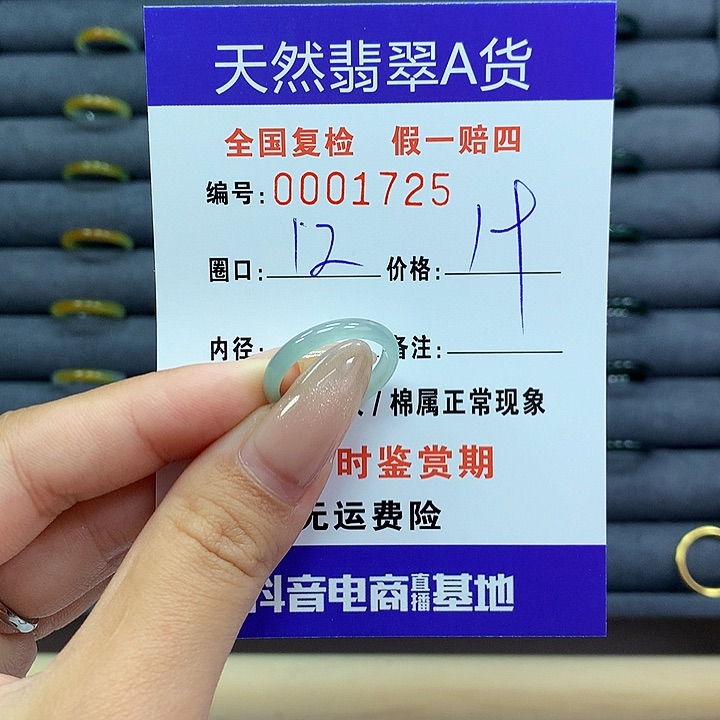 天然翡翠A货
全国复检 假一赔四
编号:0001725
圈口:12 价格:
内径: 备注:
/棉属正常现象
时鉴赏期
无运费险
抖音电商直播基地